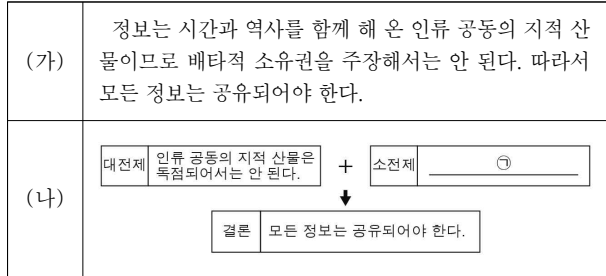 (가)
정보는 시간과 역사를 함께 해 온 인류 공동의 지적 산
물이므로 배타적 소유권을 주장해서는 안 된다. 따라서
모든 정보는 공유되어야 한다.
(나)
대전제
인류 공동의 지적 산물은
독점되어서는 안 된다.
+
소전제
㉠
결론
모든 정보는 공유되어야 한다.